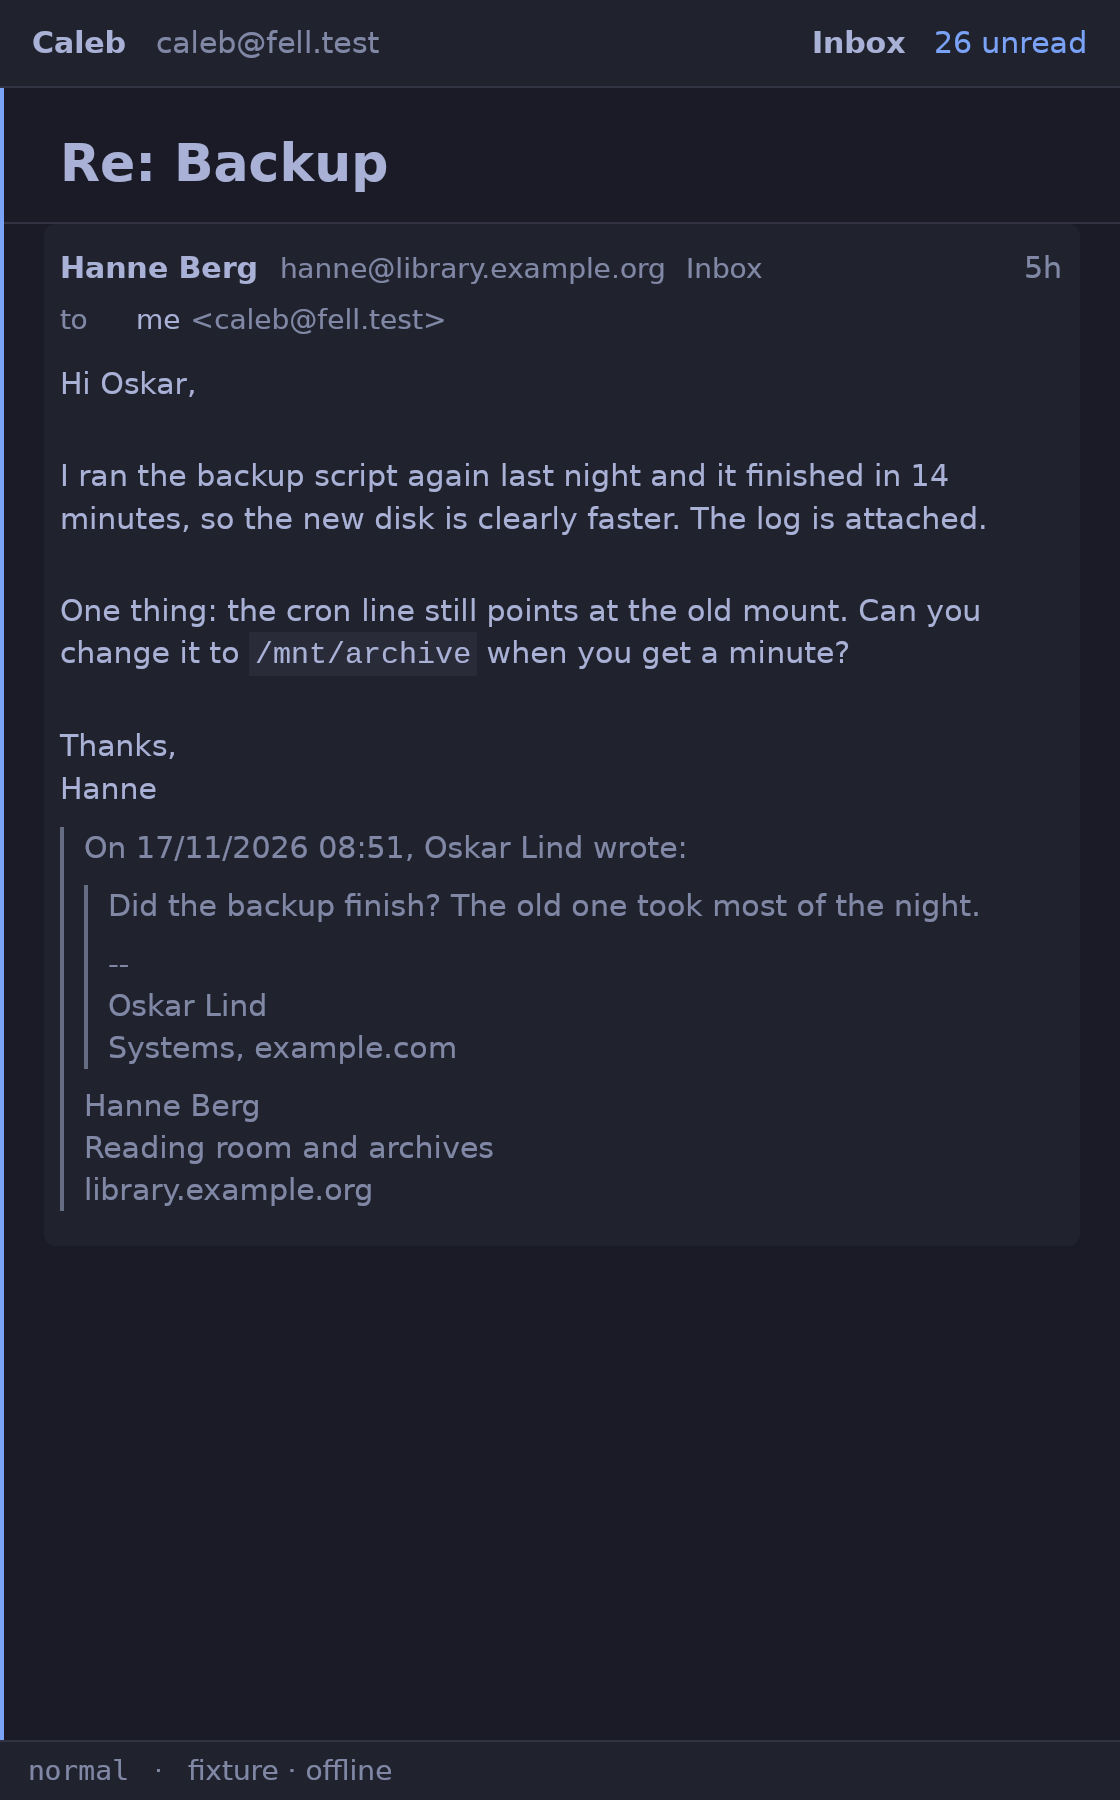 Caleb caleb@fell.test Inbox 26 unread
Re: Backup
Hanne Berg hanne@library.example.org Inbox 5h
to me <caleb@fell.test>
Hi Oskar,
I ran the backup script again last night and it finished in 14
minutes, so the new disk is clearly faster. The log is attached.
One thing: the cron line still points at the old mount. Can you
change it to /mnt/archive when you get a minute?
Thanks,
Hanne
On 17/11/2026 08:51, Oskar Lind wrote:
Did the backup finish? The old one took most of the night.
--
Oskar Lind
Systems, example.com
Hanne Berg
Reading room and archives
library.example.org
normal · fixture · offline